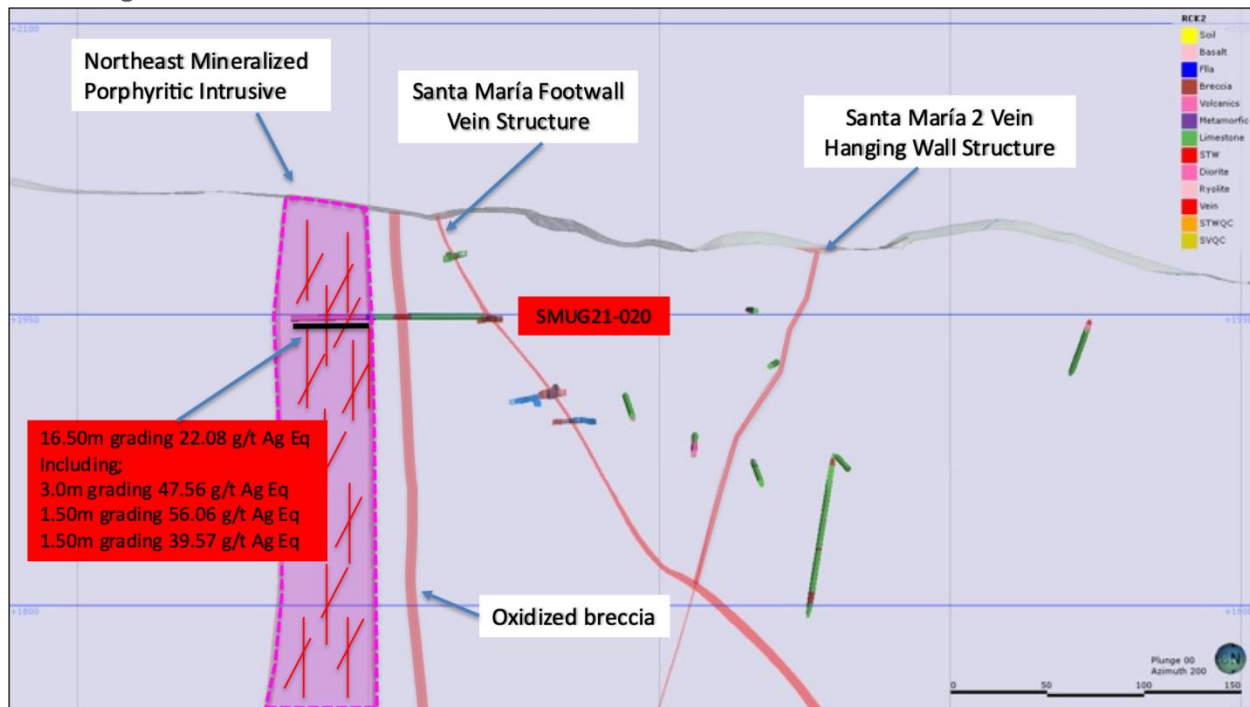 +2100
Northeast Mineralized
Porphyritic Intrusive
Santa María Footwall
Vein Structure
Santa María 2 Vein
Hanging Wall Structure
RCK2
Soil
Basalt
Breccia
Volcanics
Metamorfic
Limestone
STW
Diorite
Ryolite
Vein
STWQC
SVQC
+1950
SMUG21-020
16.50m grading 22.08 g/t Ag Eq
Including;
3.0m grading 47.56 g/t Ag Eq
1.50m grading 56.06 g/t Ag Eq
1.50m grading 39.57 g/t Ag Eq
+1800
Oxidized breccia
Plunge 00
Azimuth 200
0 50 100 150